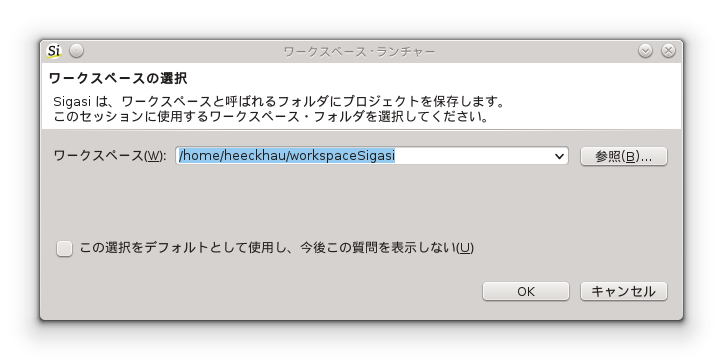 Si ワークスペース・ランチャー
ワークスペースの選択
Sigasi は、ワークスペースと呼ばれるフォルダにプロジェクトを保存します。
このセッションに使用するワークスペース・フォルダを選択してください。
ワークスペース(W): /home/heeckhau/workspaceSigasi 参照(B)...
この選択をデフォルトとして使用し、今後この質問を表示しない(U)
OK キャンセル